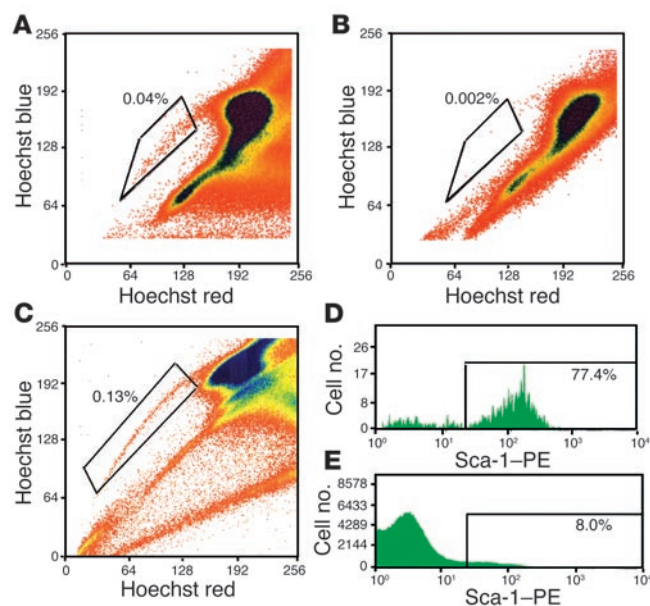 A
256
192
128
64
0
0.04%
Hoechst blue
0 64 128 192 256
Hoechst red
B
256
192
128
64
0
0.002%
Hoechst blue
0 64 128 192 256
Hoechst red
C
256
192
128
64
0
0.13%
Hoechst blue
0 64 128 192 256
Hoechst red
D
26
17
13
4
0
77.4%
Cell no.
10⁰ 10¹ 10² 10³ 10⁴
Sca-1–PE
E
8578
6433
4289
2144
0
8.0%
Cell no.
10⁰ 10¹ 10² 10³ 10⁴
Sca-1–PE